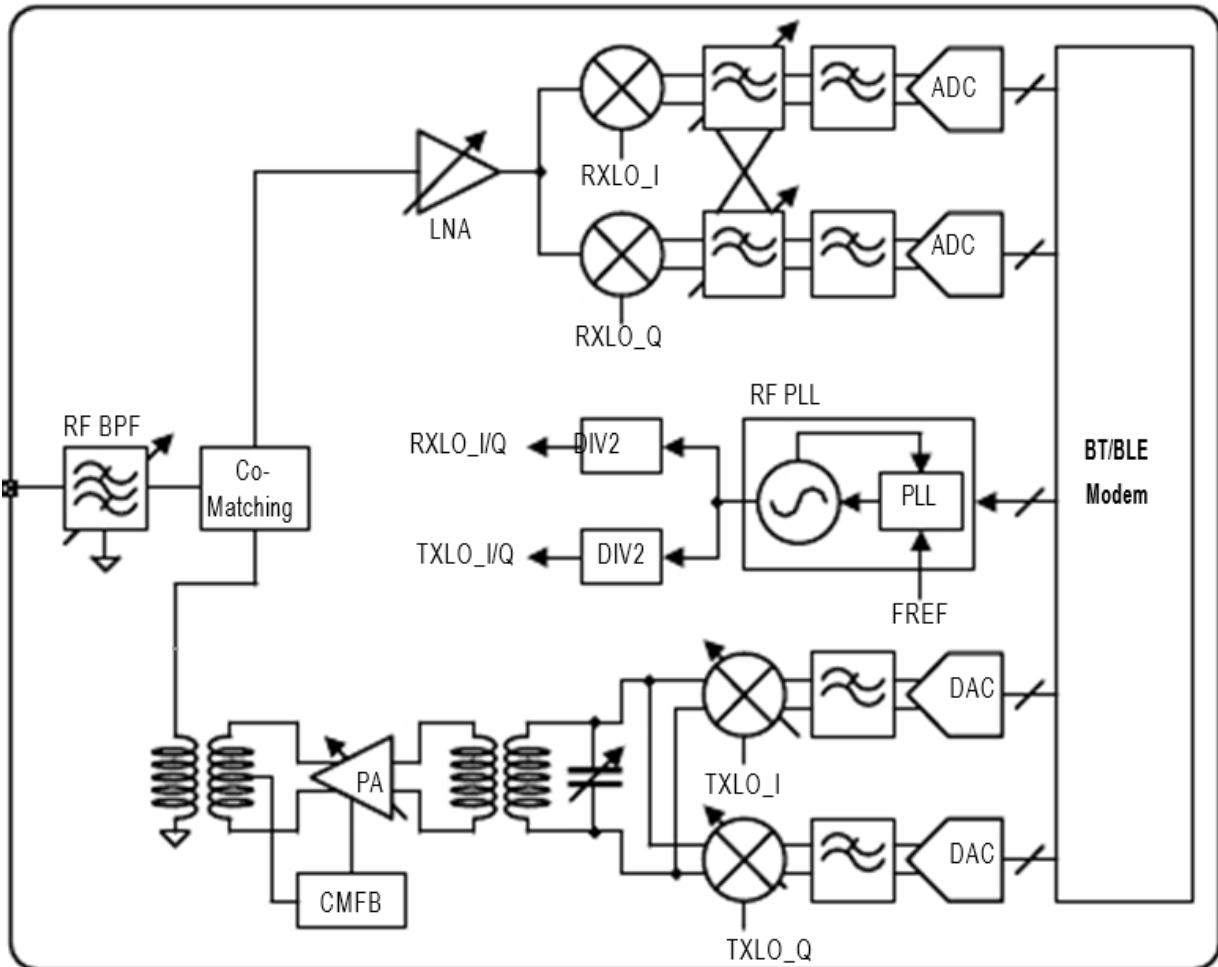 ADC
RXLO_I
LNA
ADC
RXLO_Q
RF PLL
RF BPF
RXLO_I/Q
DIV2
BT/BLE
Modem
Co-
Matching
PLL
TXLO_I/Q
DIV2
FREF
DAC
PA
TXLO_I
DAC
CMFB
TXLO_Q